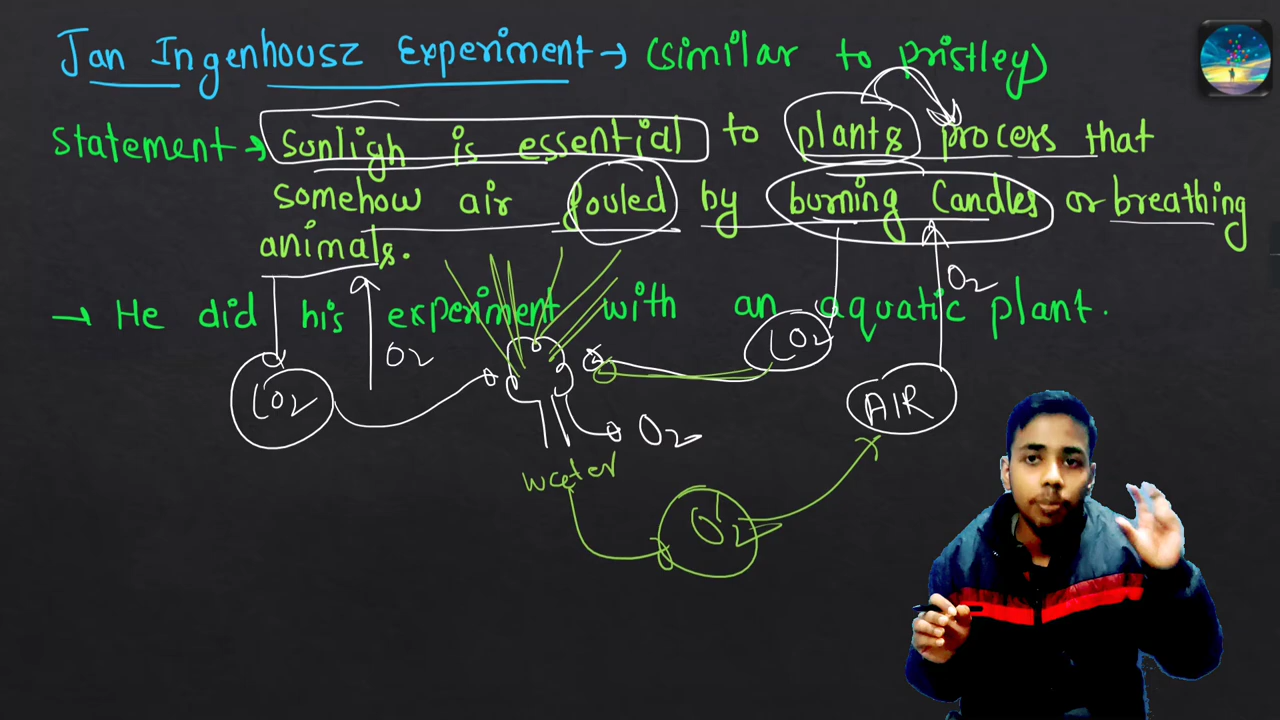 Jan Ingenhousz Experiment → (similar to pristley)
Statement → Sunligh is essential to plants process that
somehow air fouled by burning Candles or breathing
animals.
→ He did his experiment with an aquatic plant.
O2
CO2
O2
CO2
AIR
O2
water
O2